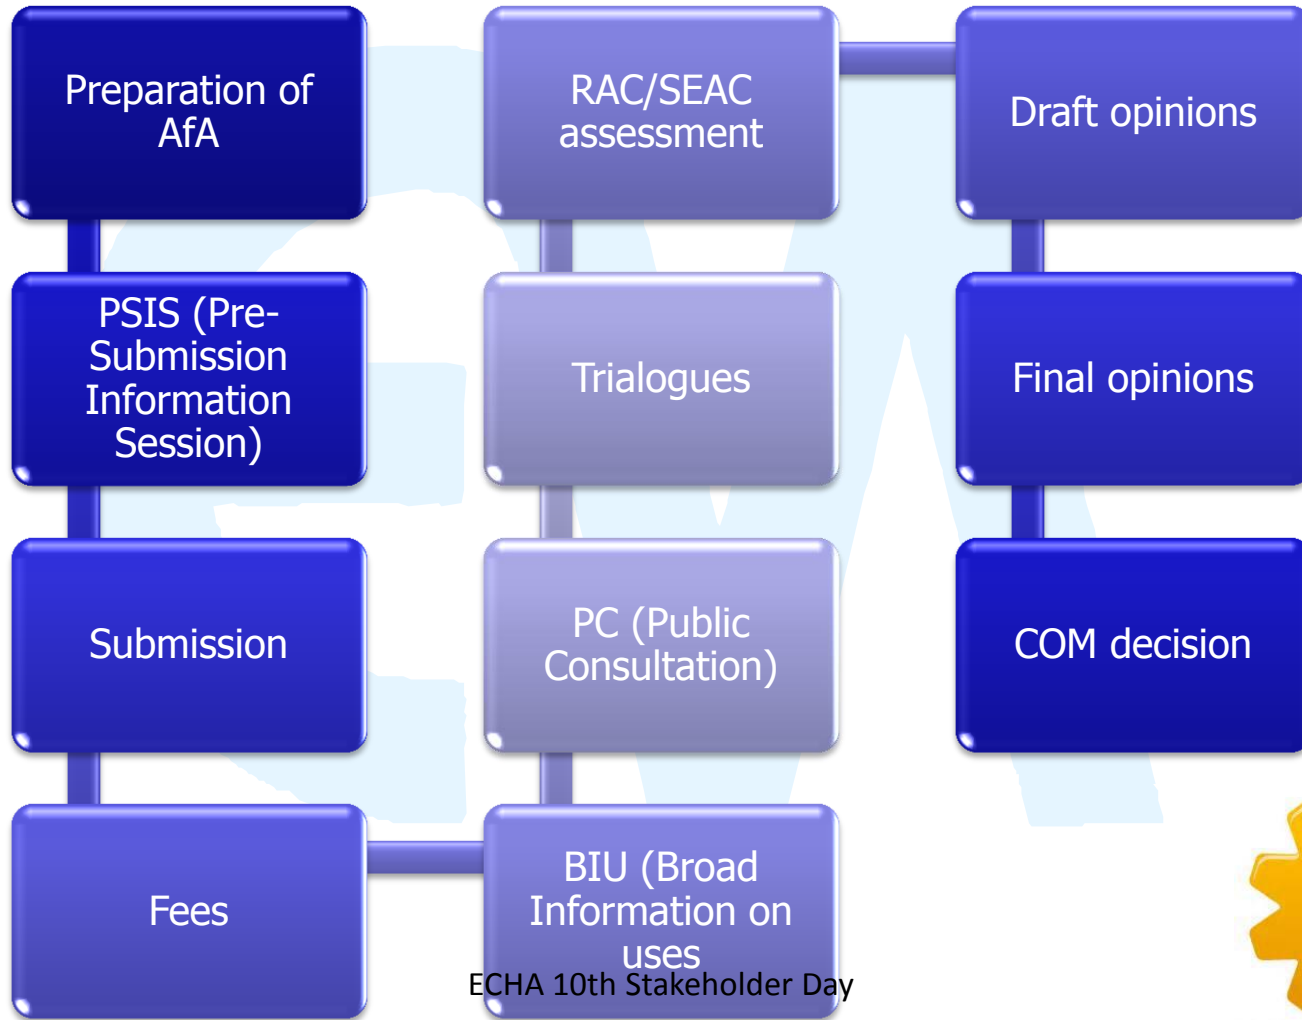 Preparation of
AfA
PSIS (Pre-
Submission
Information
Session)
Submission
Fees
BIU (Broad
Information on
uses
PC (Public
Consultation)
Trialogues
RAC/SEAC
assessment
Draft opinions
Final opinions
COM decision
ECHA 10th Stakeholder Day